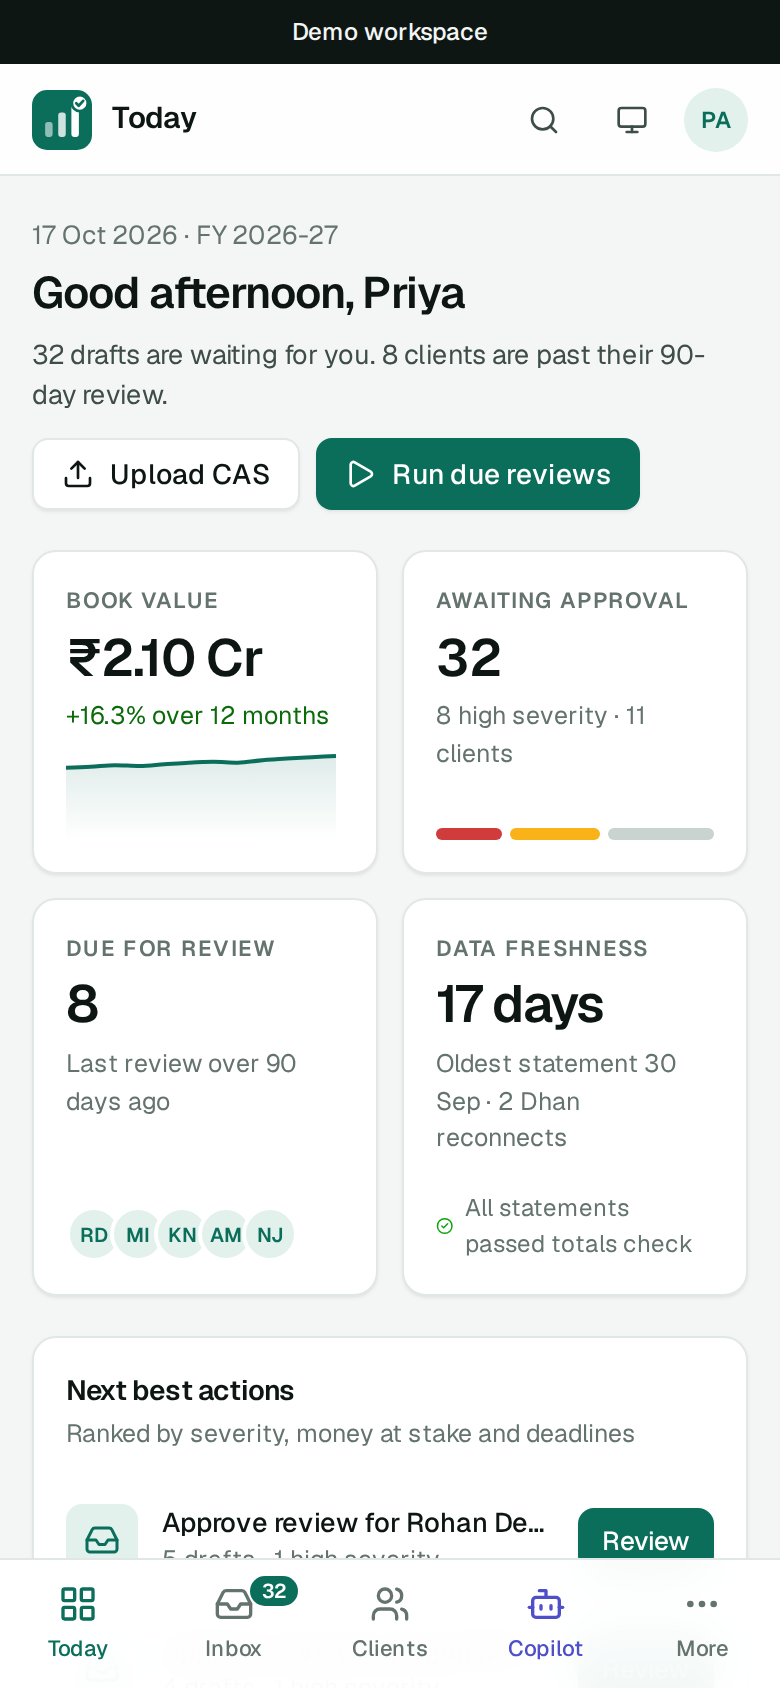 Demo workspace
Today
PA
17 Oct 2026 · FY 2026-27
Good afternoon, Priya
32 drafts are waiting for you. 8 clients are past their 90-
day review.
Upload CAS
Run due reviews
BOOK VALUE
₹2.10 Cr
+16.3% over 12 months
AWAITING APPROVAL
32
8 high severity · 11
clients
DUE FOR REVIEW
8
Last review over 90
days ago
RD MI KN AM NJ
DATA FRESHNESS
17 days
Oldest statement 30
Sep · 2 Dhan
reconnects
All statements
passed totals check
Next best actions
Ranked by severity, money at stake and deadlines
Approve review for Rohan De...
Review
5 drafts · 1 high severity
32
Today
Inbox
Clients
Copilot
More